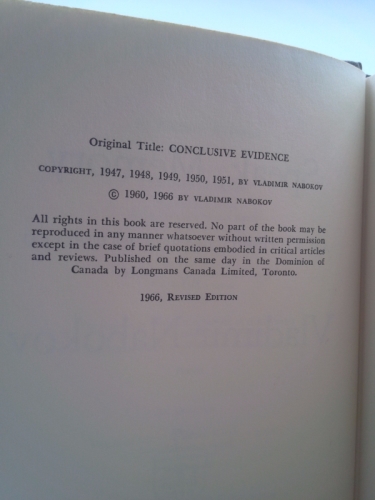 Original Title: CONCLUSIVE EVIDENCE
COPYRIGHT, 1947, 1948, 1949, 1950, 1951, BY VLADIMIR NABOKOV
© 1960, 1966 BY VLADIMIR NABOKOV
All rights in this book are reserved. No part of the book may be
reproduced in any manner whatsoever without written permission
except in the case of brief quotations embodied in critical articles
and reviews. Published on the same day in the Dominion of
Canada by Longmans Canada Limited, Toronto.
1966, REVISED EDITION